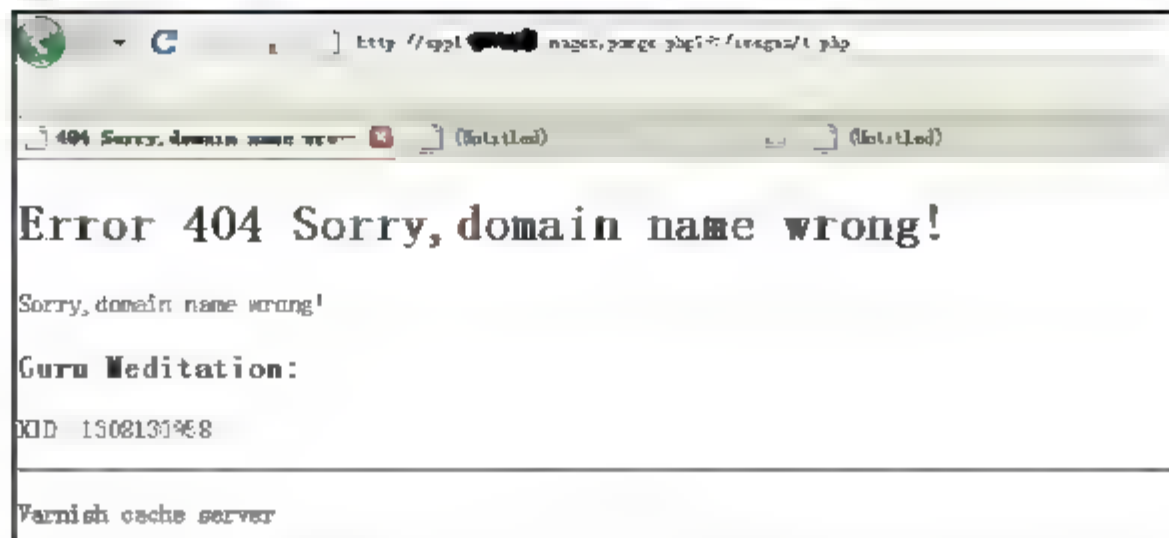 404 Sorry, domain name wro- (Untitled) (Untitled)
Error 404 Sorry, domain name wrong!
Sorry, domain name wrong!
Guru Meditation:
XID
Varnish cache server